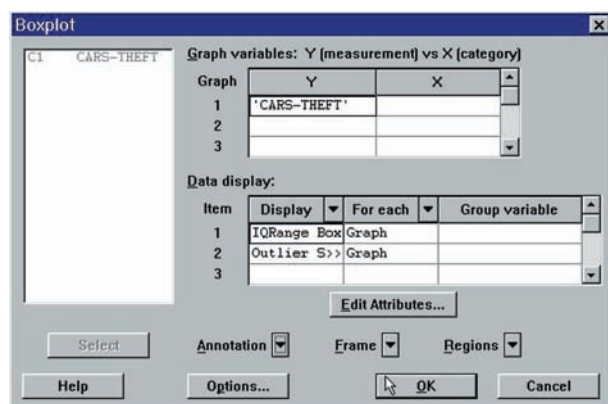 Boxplot
C1 CARS-THEFT
Graph variables: Y (measurement) vs X (category)
Graph Y X
1 'CARS-THEFT'
2
3
Data display:
Item Display For each Group variable
1 IQRange Box Graph
2 Outlier S>> Graph
3
Edit Attributes...
Select Annotation Frame Regions
Help Options... OK Cancel